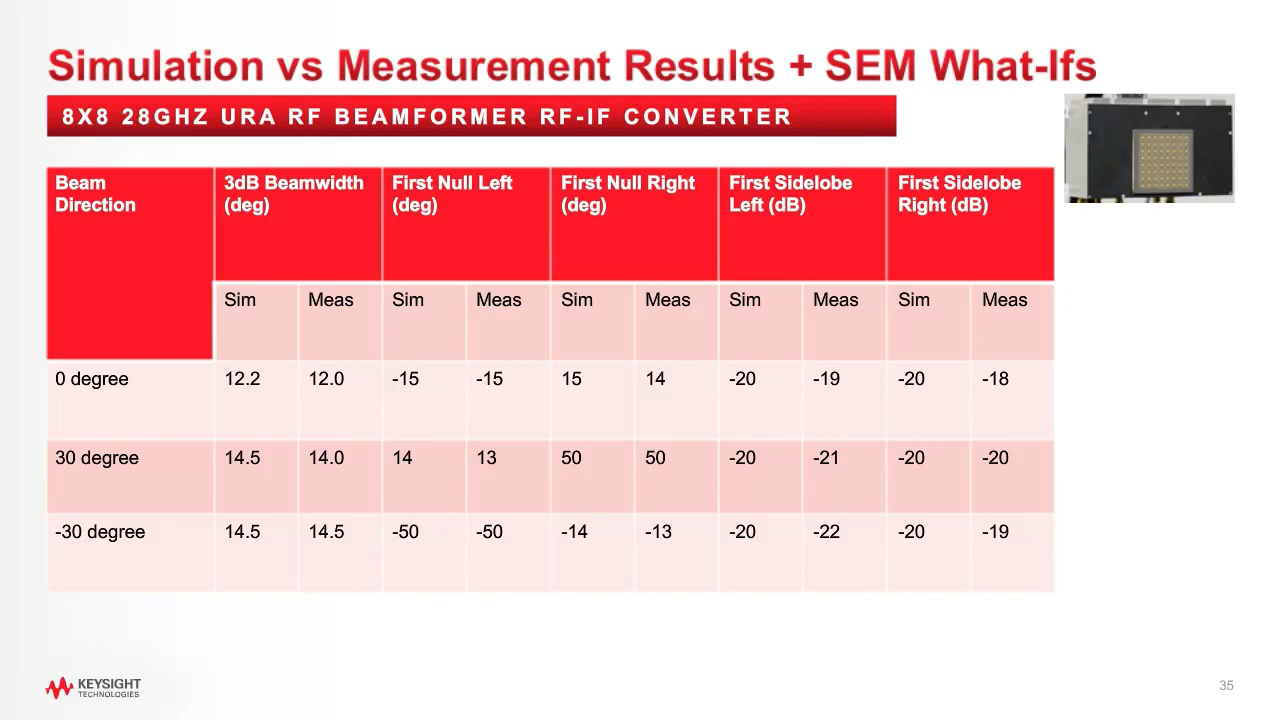 Simulation vs Measurement Results + SEM What-Ifs
8X8 28GHZ URA RF BEAMFORMER RF-IF CONVERTER
Beam Direction 3dB Beamwidth (deg) First Null Left (deg) First Null Right (deg) First Sidelobe Left (dB) First Sidelobe Right (dB)
Sim Meas Sim Meas Sim Meas Sim Meas Sim Meas
0 degree 12.2 12.0 -15 -15 15 14 -20 -19 -20 -18
30 degree 14.5 14.0 14 13 50 50 -20 -21 -20 -20
-30 degree 14.5 14.5 -50 -50 -14 -13 -20 -22 -20 -19
KEYSIGHT
TECHNOLOGIES
35